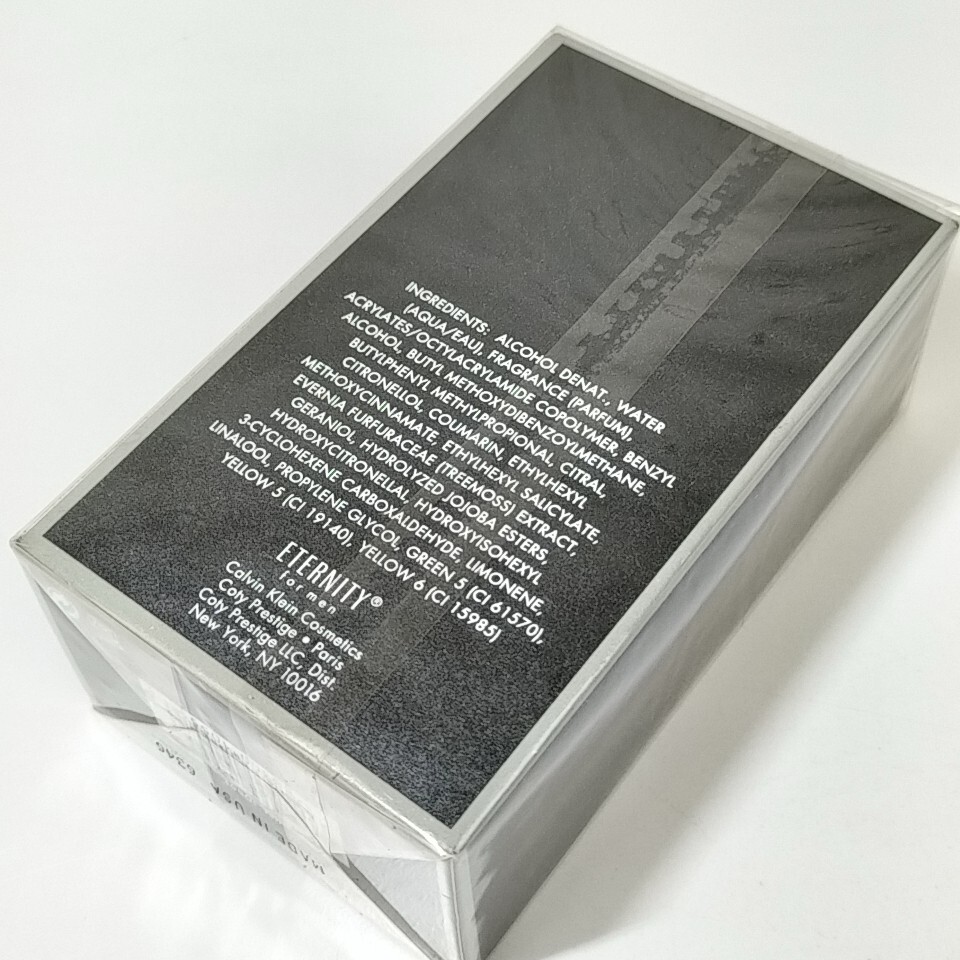 INGREDIENTS: ALCOHOL DENAT., WATER
(AQUA/EAU), FRAGRANCE (PARFUM),
ACRYLATES/OCTYLACRYLAMIDE COPOLYMER, BENZYL
ALCOHOL, BUTYL METHOXYDIBENZOYLMETHANE,
BUTYLPHENYL METHYLPROPIONAL, CITRAL,
CITRONELLOL, COUMARIN, ETHYLHEXYL
METHOXYCINNAMATE, ETHYLHEXYL SALICYLATE,
EVERNIA FURFURACEAE (TREEMOSS) EXTRACT,
GERANIOL, HYDROLYZED JOJOBA ESTERS,
HYDROXYCITRONELLAL, HYDROXYISOHEXYL
3-CYCLOHEXENE CARBOXALDEHYDE, LIMONENE,
LINALOOL, PROPYLENE GLYCOL, GREEN 5 (CI 61570),
YELLOW 5 (CI 19140), YELLOW 6 (CI 15985)
ETERNITY®
for men
Calvin Klein Cosmetics
Coty Prestige • Paris
Coty Prestige LLC, Dist.
New York, NY 10016
MADE IN USA 6346